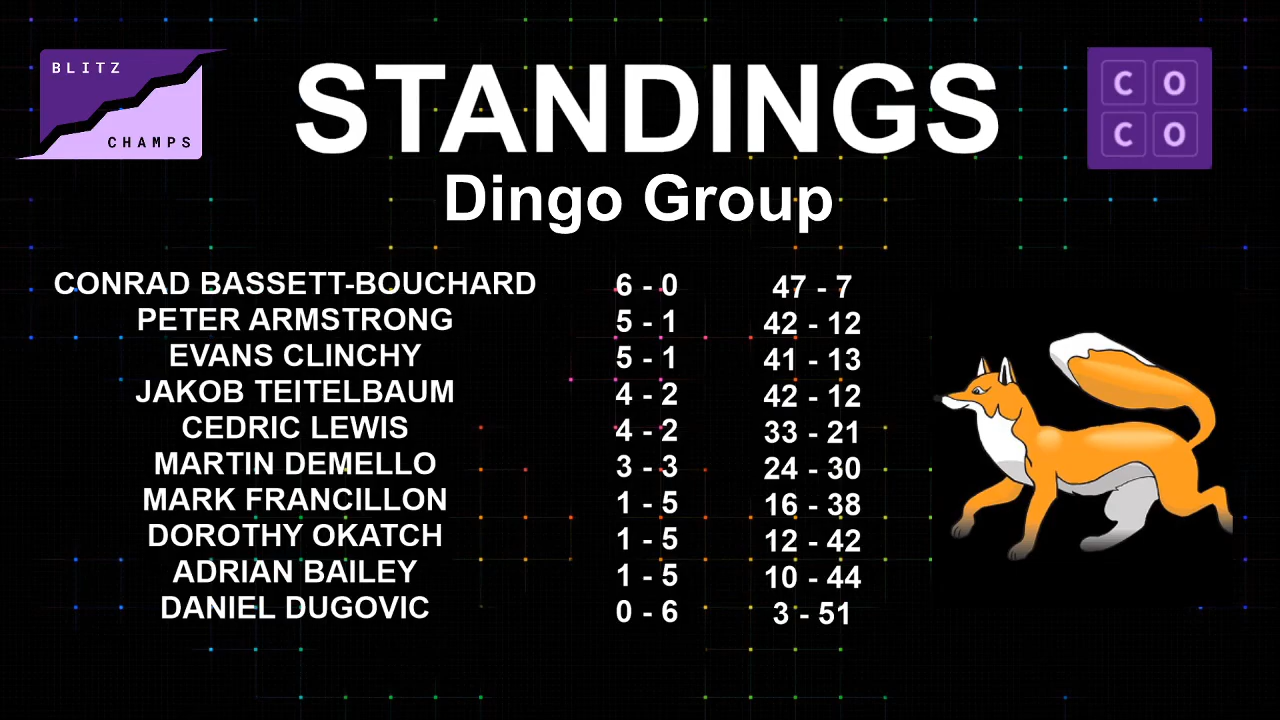 BLITZ
CHAMPS
STANDINGS
Dingo Group
C O
C O
CONRAD BASSETT-BOUCHARD 6 - 0 47 - 7
PETER ARMSTRONG 5 - 1 42 - 12
EVANS CLINCHY 5 - 1 41 - 13
JAKOB TEITELBAUM 4 - 2 42 - 12
CEDRIC LEWIS 4 - 2 33 - 21
MARTIN DEMELLO 3 - 3 24 - 30
MARK FRANCILLON 1 - 5 16 - 38
DOROTHY OKATCH 1 - 5 12 - 42
ADRIAN BAILEY 1 - 5 10 - 44
DANIEL DUGOVIC 0 - 6 3 - 51